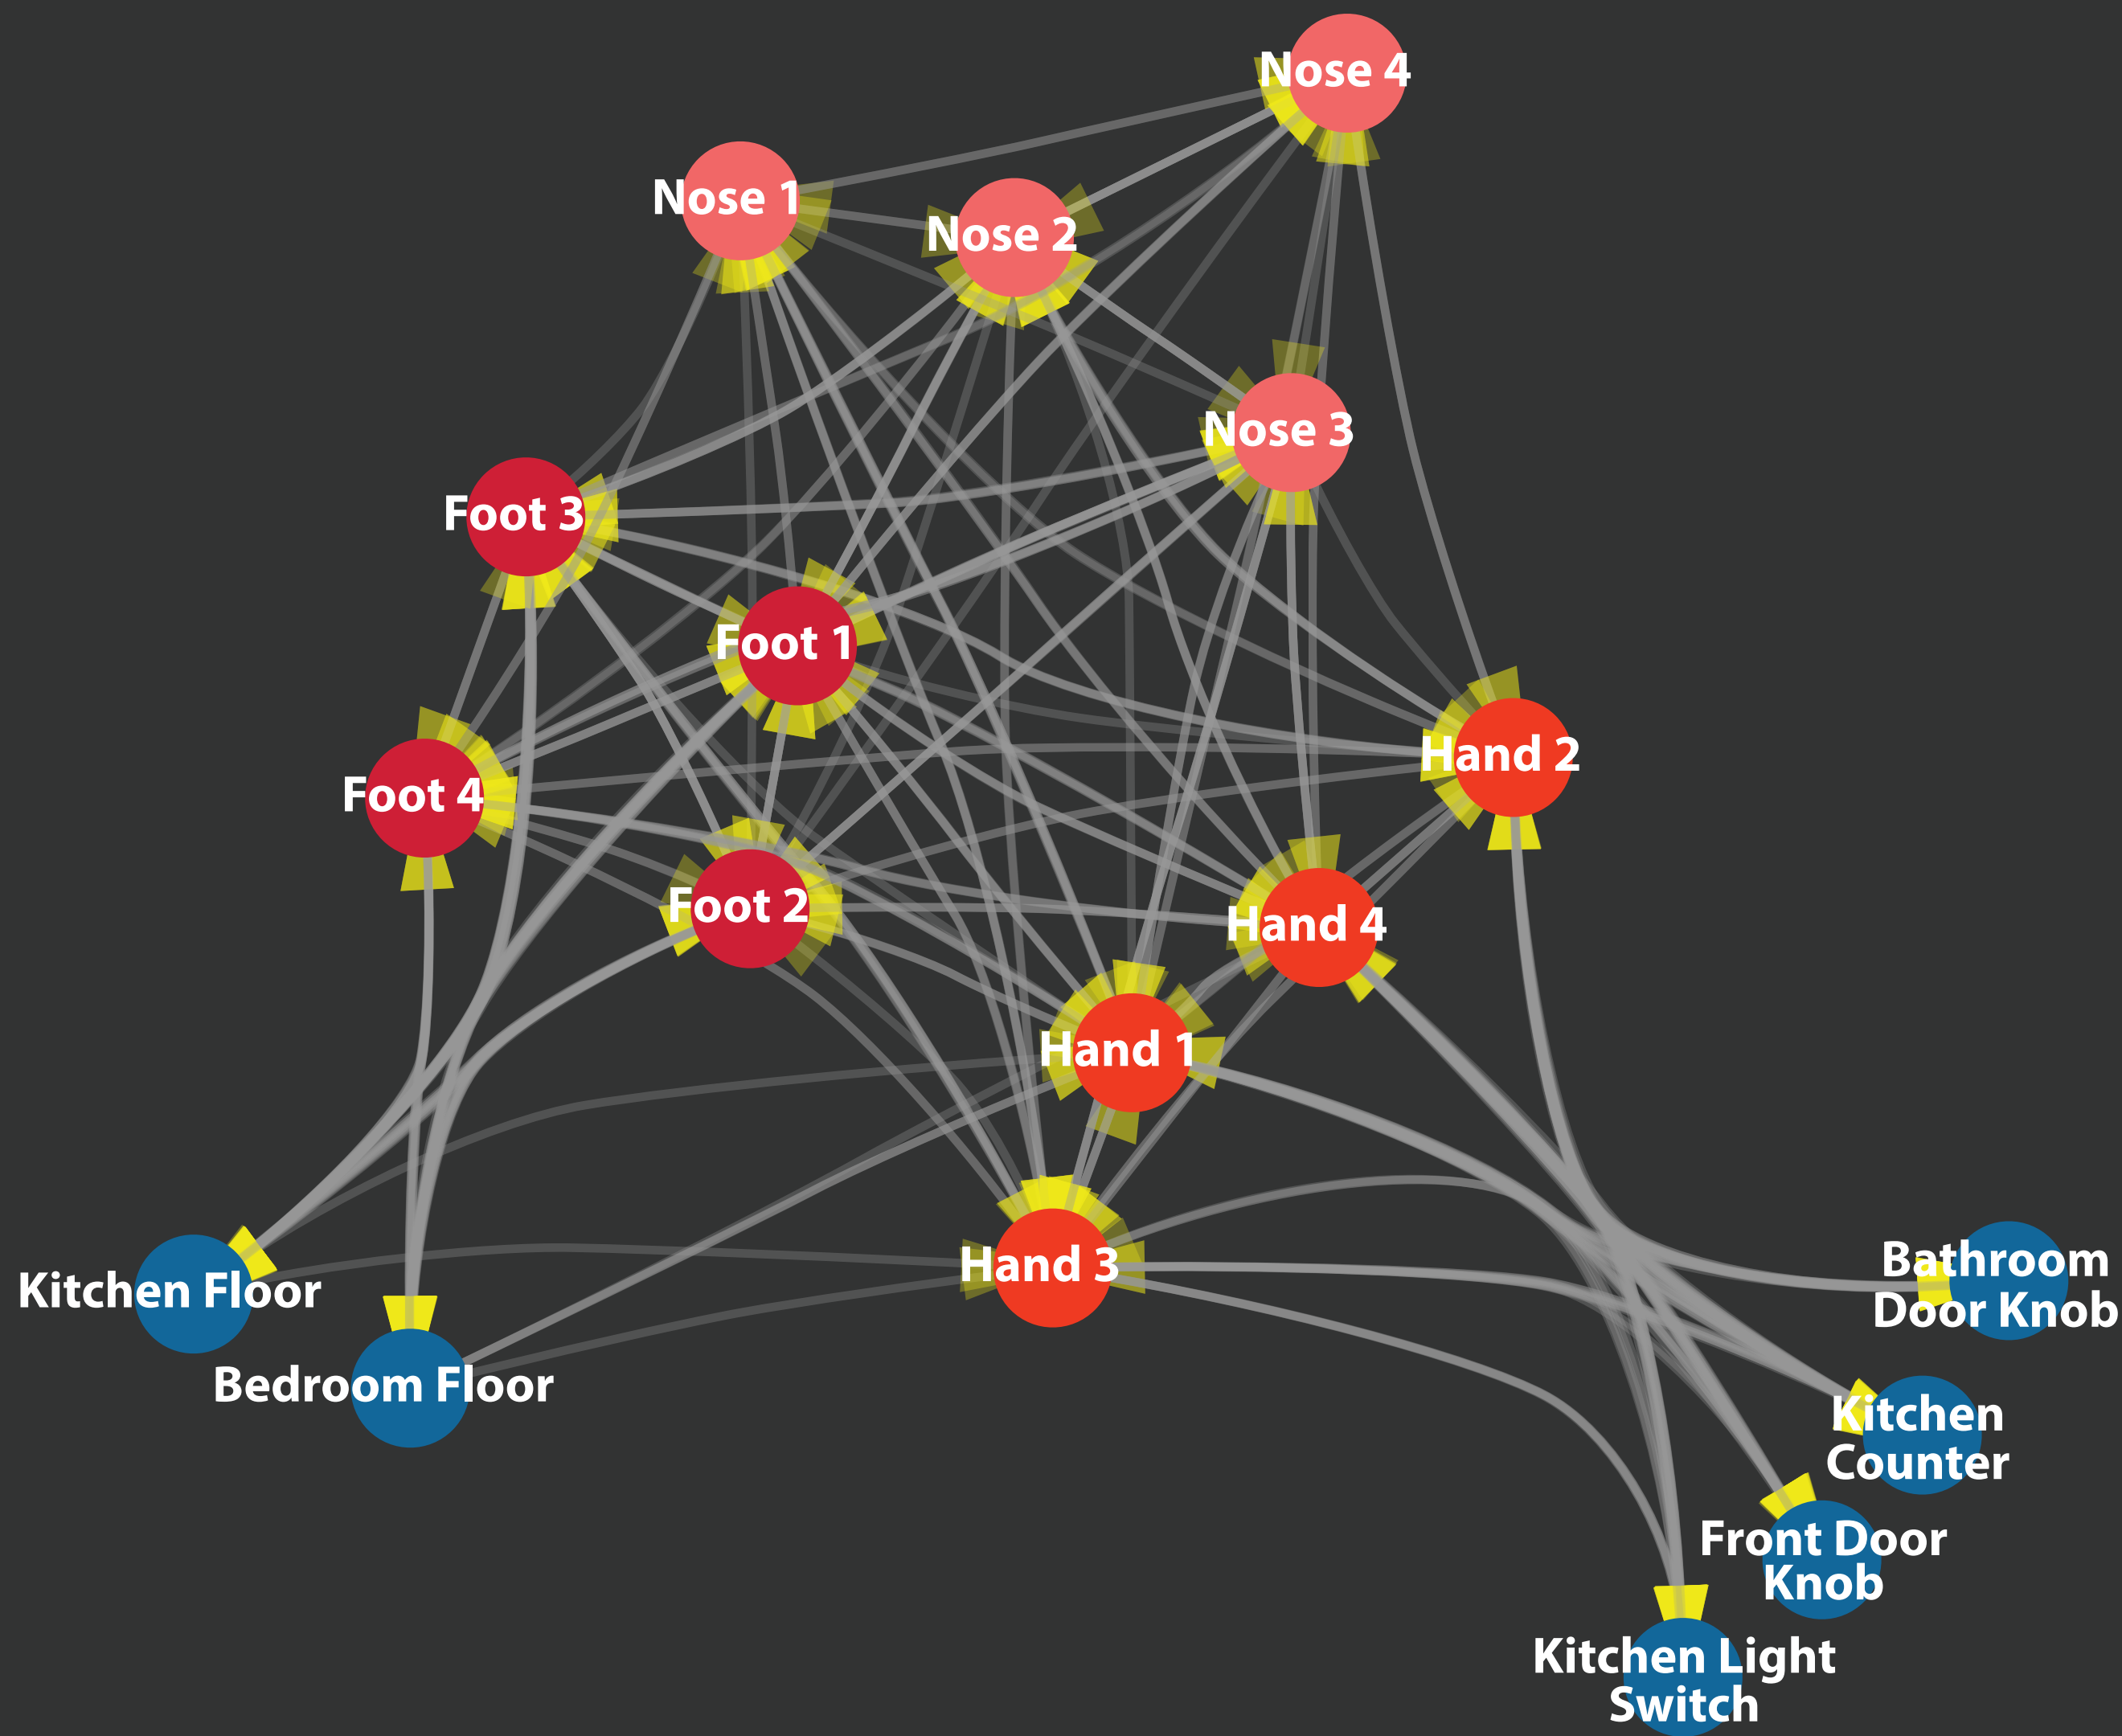 Nose 4
Nose 1
Nose 2
Nose 3
Foot 3
Foot 1
Hand 2
Foot 4
Foot 2
Hand 4
Hand 1
Hand 3
Bathroom
Door Knob
Kitchen Floor
Bedroom Floor
Kitchen
Counter
Front Door
Knob
Kitchen Light
Switch